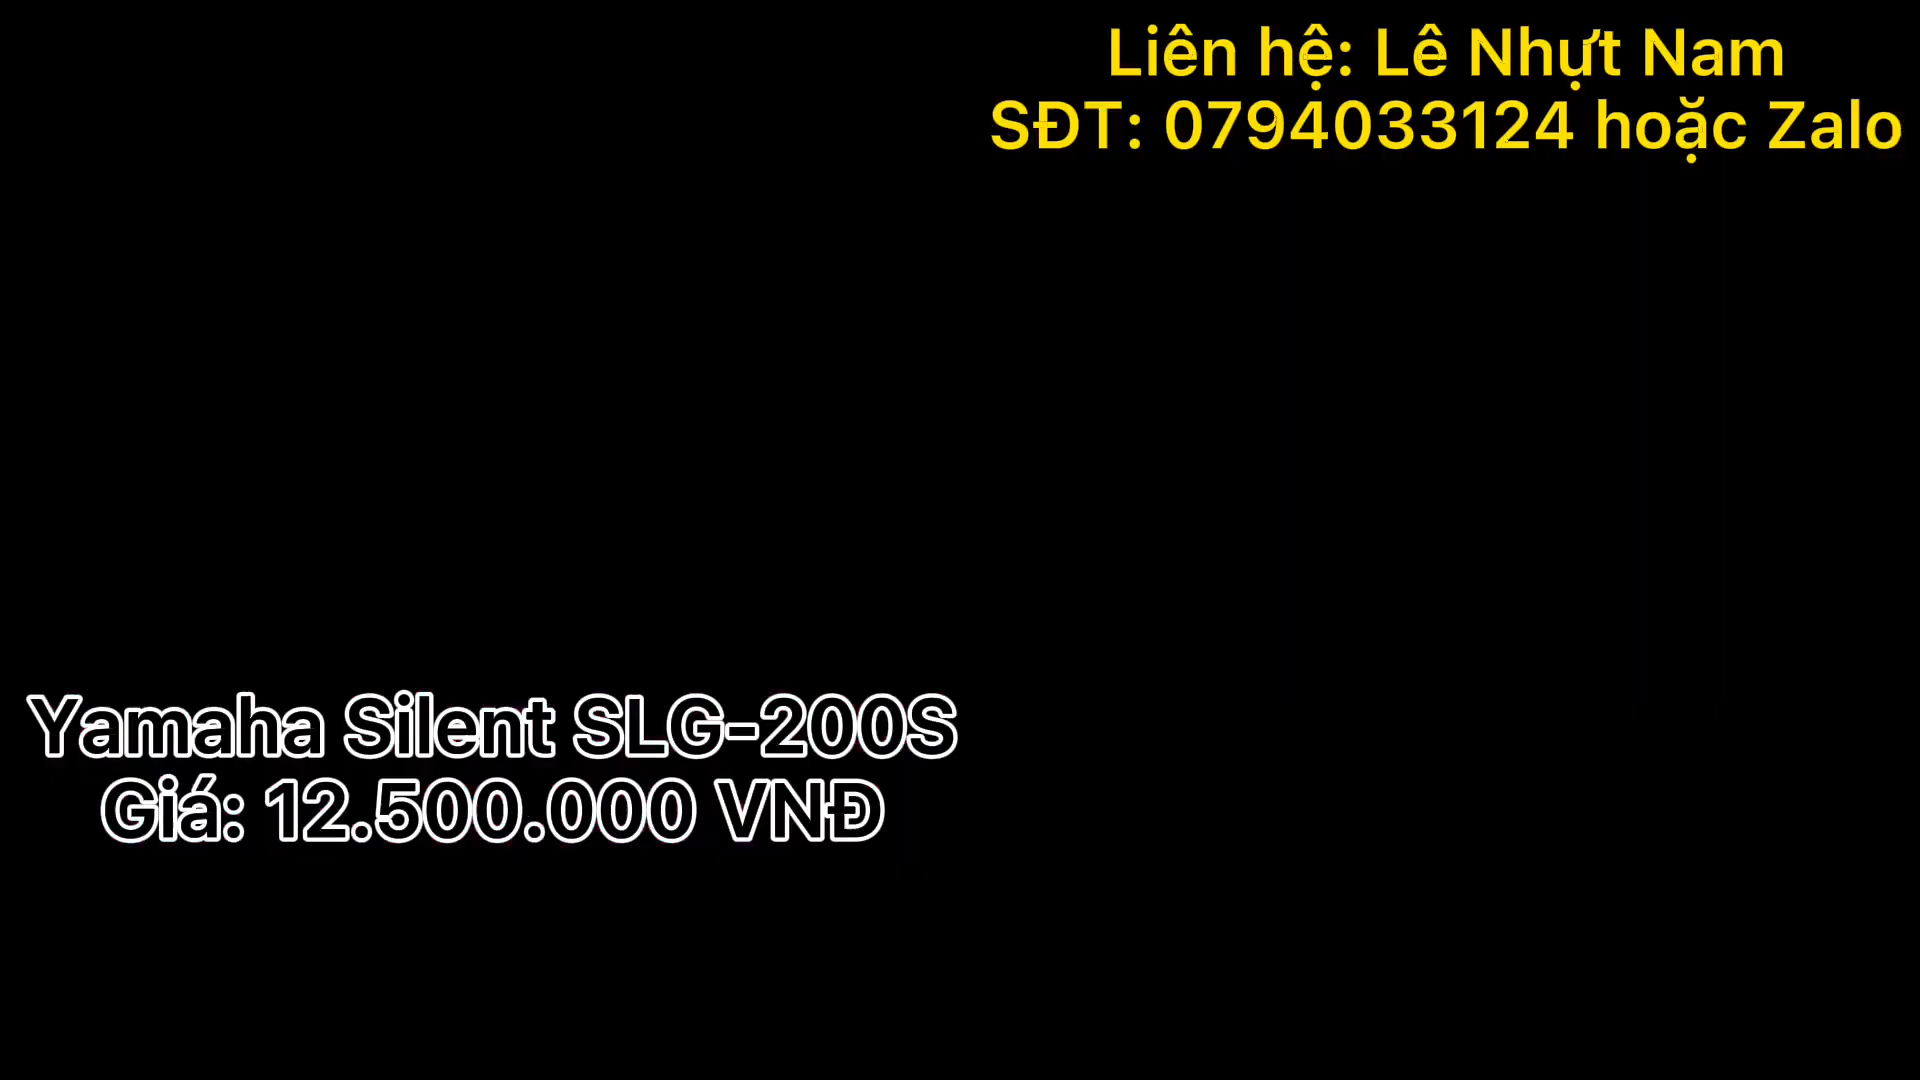 Liên hệ: Lê Nhựt Nam
SĐT: 0794033124 hoặc Zalo
Yamaha Silent SLG-200S
Giá: 12.500.000 VNĐ